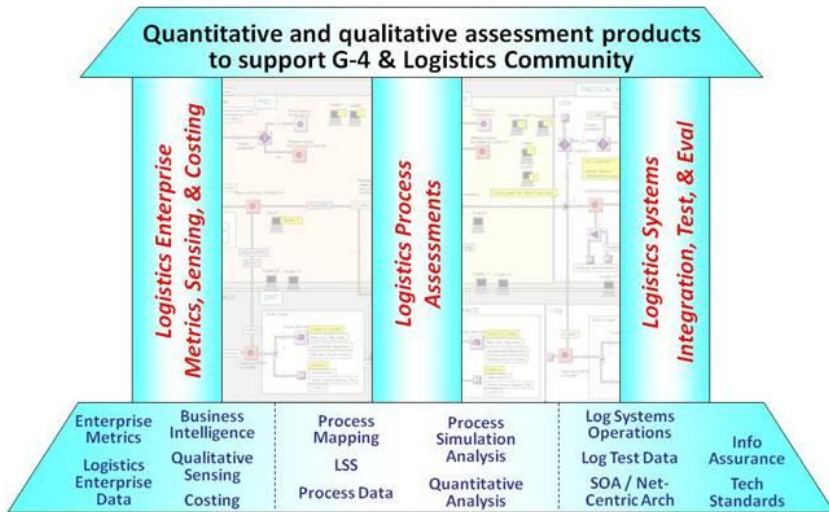 Quantitative and qualitative assessment products
to support G-4 & Logistics Community
Logistics Enterprise
Metrics, Sensing, & Costing
Logistics Process
Assessments
Logistics Systems
Integration, Test, & Eval
Enterprise
Metrics
Logistics
Enterprise
Data
Business
Intelligence
Qualitative
Sensing
Costing
Process
Mapping
LSS
Process Data
Process
Simulation
Analysis
Quantitative
Analysis
Log Systems
Operations
Log Test Data
SOA / Net-
Centric Arch
Info
Assurance
Tech
Standards